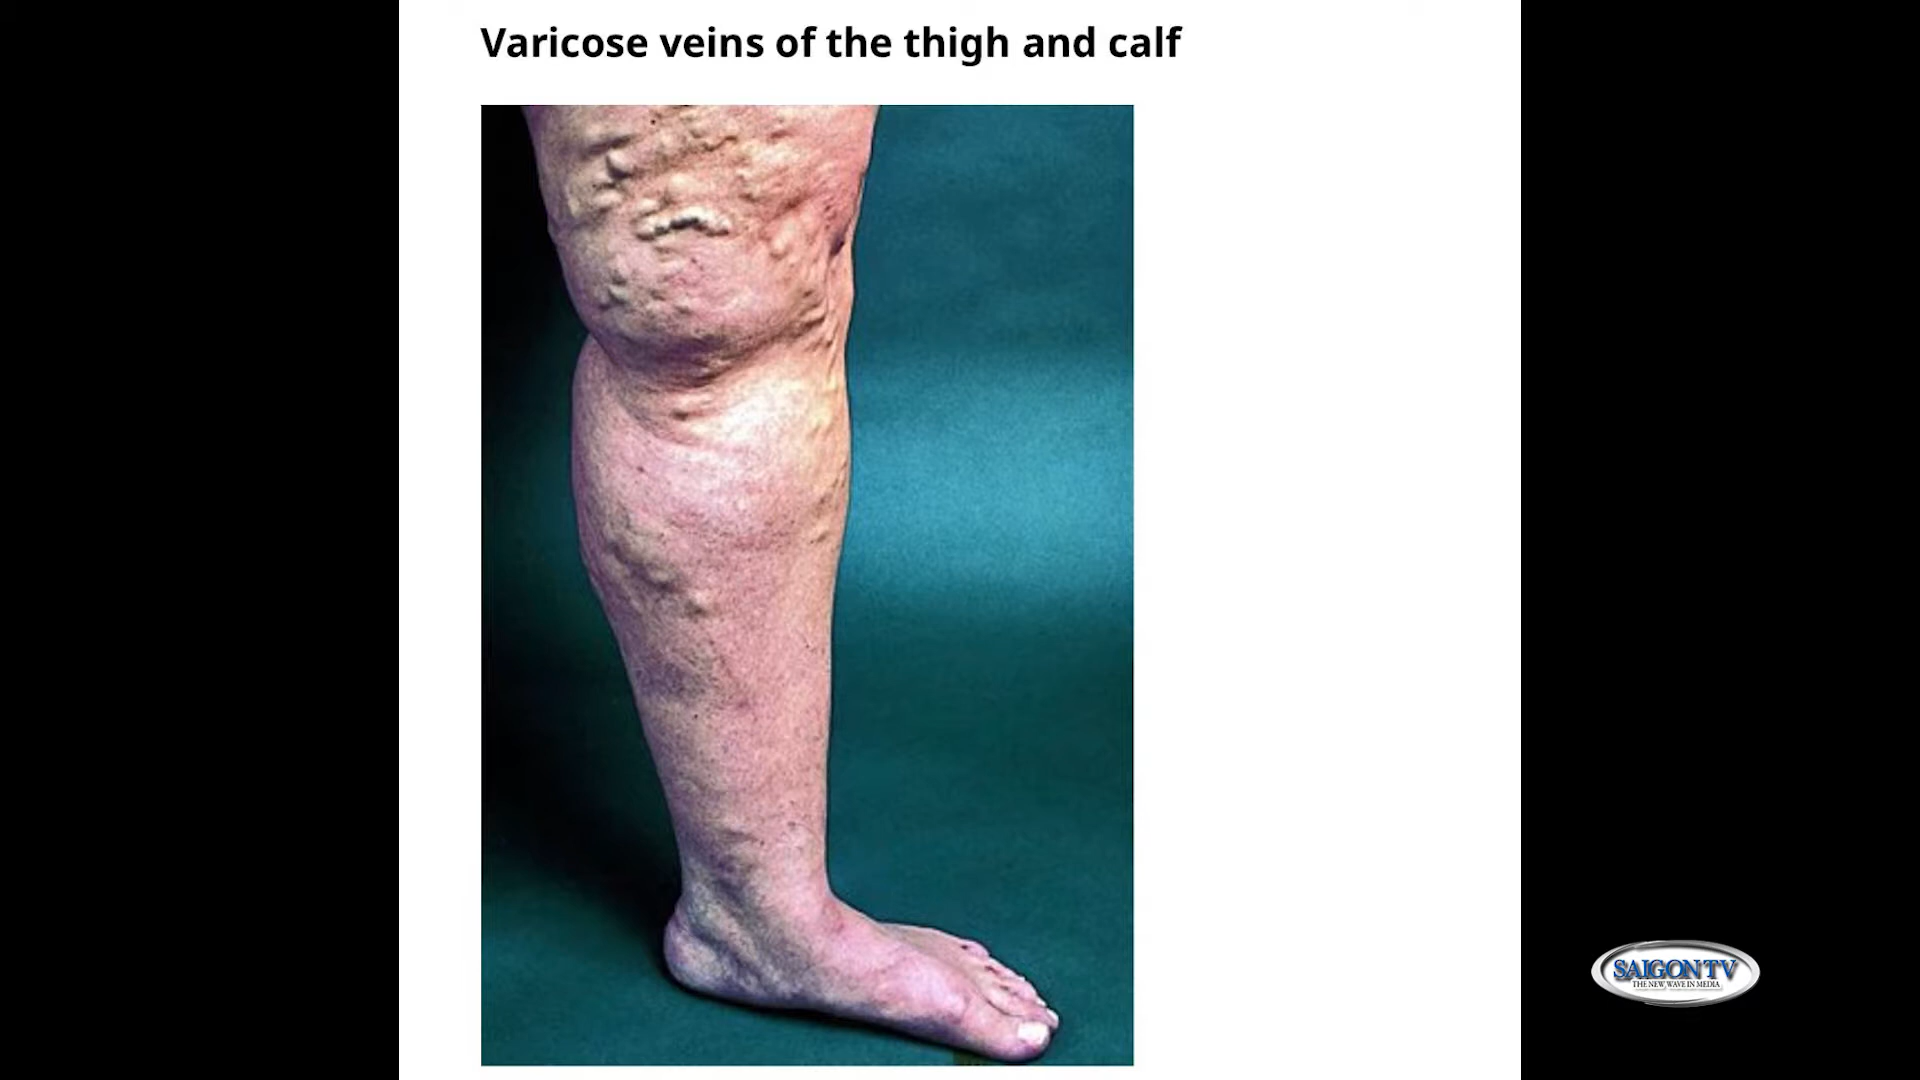 Varicose veins of the thigh and calf
SAIGON TV
THE NEW WAVE IN MEDIA